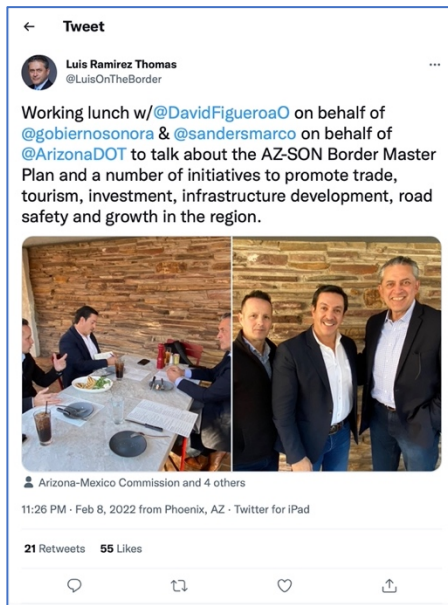 Tweet
Luis Ramirez Thomas
@LuisOnTheBorder
Working lunch w/@DavidFigueroaO on behalf of
@gobiernosonora & @sandersmarco on behalf of
@ArizonaDOT to talk about the AZ-SON Border Master
Plan and a number of initiatives to promote trade,
tourism, investment, infrastructure development, road
safety and growth in the region.
Arizona-Mexico Commission and 4 others
11:26 PM · Feb 8, 2022 from Phoenix, AZ · Twitter for iPad
21 Retweets 55 Likes